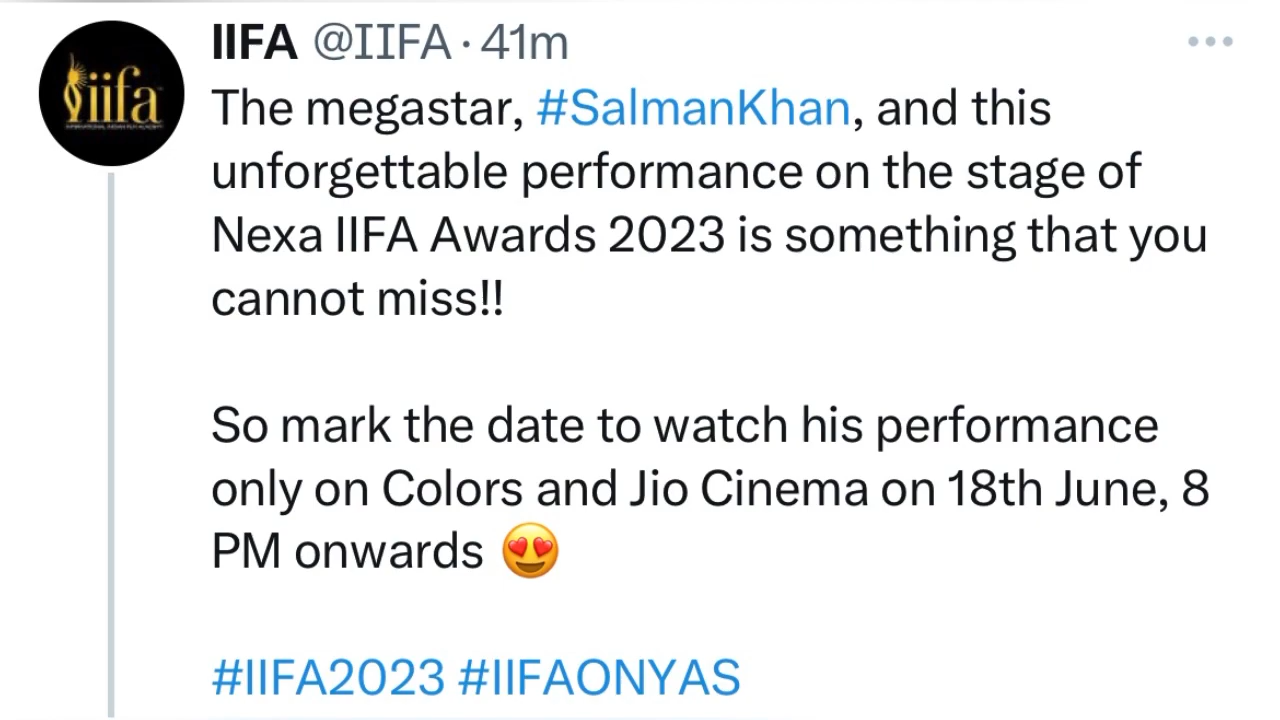 IIFA @IIFA · 41m
iifa
The megastar, #SalmanKhan, and this
unforgettable performance on the stage of
Nexa IIFA Awards 2023 is something that you
cannot miss!!
So mark the date to watch his performance
only on Colors and Jio Cinema on 18th June, 8
PM onwards 😍
#IIFA2023 #IIFAONYAS